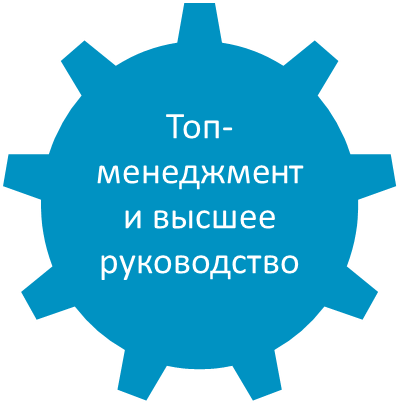 Топ-
менеджмент
и высшее
руководство